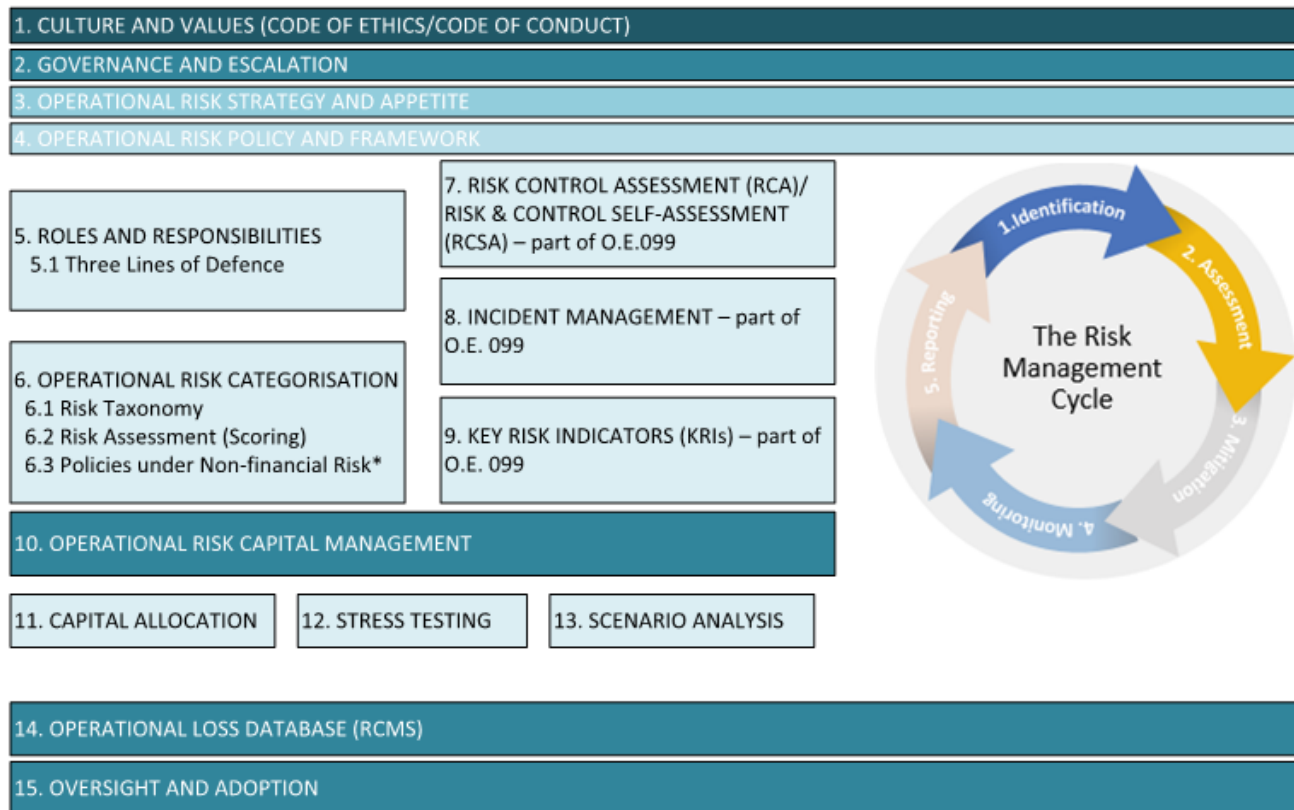 1. CULTURE AND VALUES (CODE OF ETHICS/CODE OF CONDUCT)
2. GOVERNANCE AND ESCALATION
3. OPERATIONAL RISK STRATEGY AND APPETITE
4. OPERATIONAL RISK POLICY AND FRAMEWORK
5. ROLES AND RESPONSIBILITIES
5.1 Three Lines of Defence
6. OPERATIONAL RISK CATEGORISATION
6.1 Risk Taxonomy
6.2 Risk Assessment (Scoring)
6.3 Policies under Non-financial Risk*
7. RISK CONTROL ASSESSMENT (RCA)/
RISK & CONTROL SELF-ASSESSMENT
(RCSA) – part of O.E.099
8. INCIDENT MANAGEMENT – part of
O.E. 099
9. KEY RISK INDICATORS (KRIs) – part of
O.E. 099
1.Identification
2. Assessment
3. Mitigation
4. Monitoring
5. Reporting
The Risk
Management
Cycle
10. OPERATIONAL RISK CAPITAL MANAGEMENT
11. CAPITAL ALLOCATION
12. STRESS TESTING
13. SCENARIO ANALYSIS
14. OPERATIONAL LOSS DATABASE (RCMS)
15. OVERSIGHT AND ADOPTION